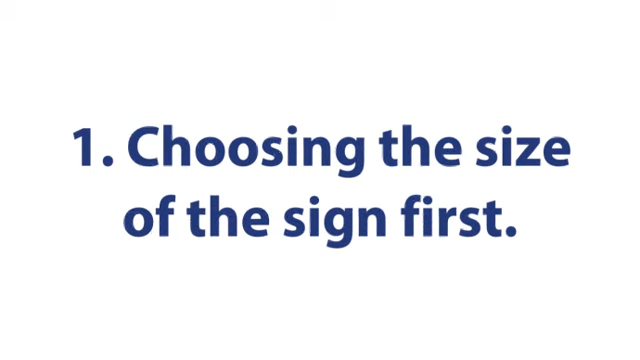 1. Choosing the size
of the sign first.